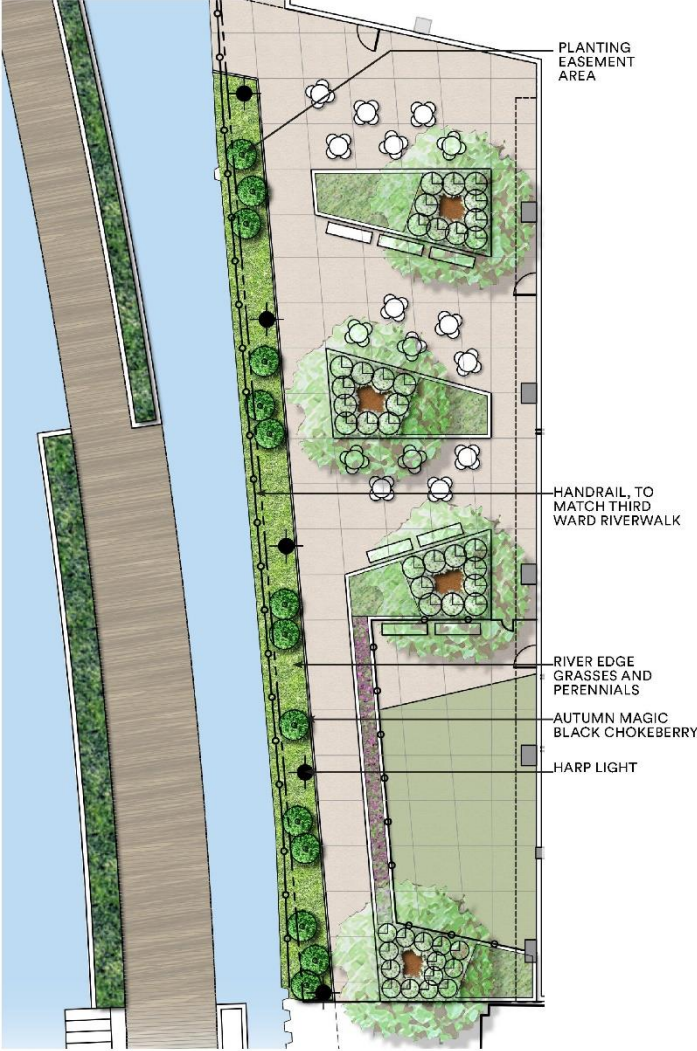 PLANTING
EASEMENT
AREA
HANDRAIL, TO
MATCH THIRD
WARD RIVERWALK
RIVER EDGE
GRASSES AND
PERENNIALS
AUTUMN MAGIC
BLACK CHOKEBERRY
HARP LIGHT